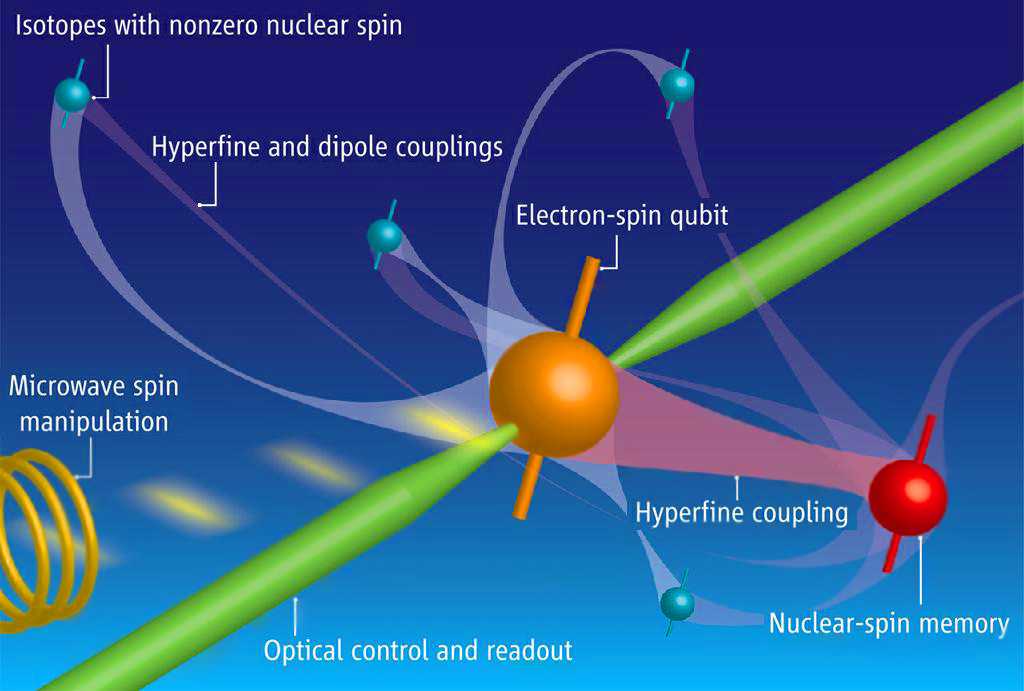 Isotopes with nonzero nuclear spin
Hyperfine and dipole couplings
Electron-spin qubit
Microwave spin
manipulation
Hyperfine coupling
Nuclear-spin memory
Optical control and readout